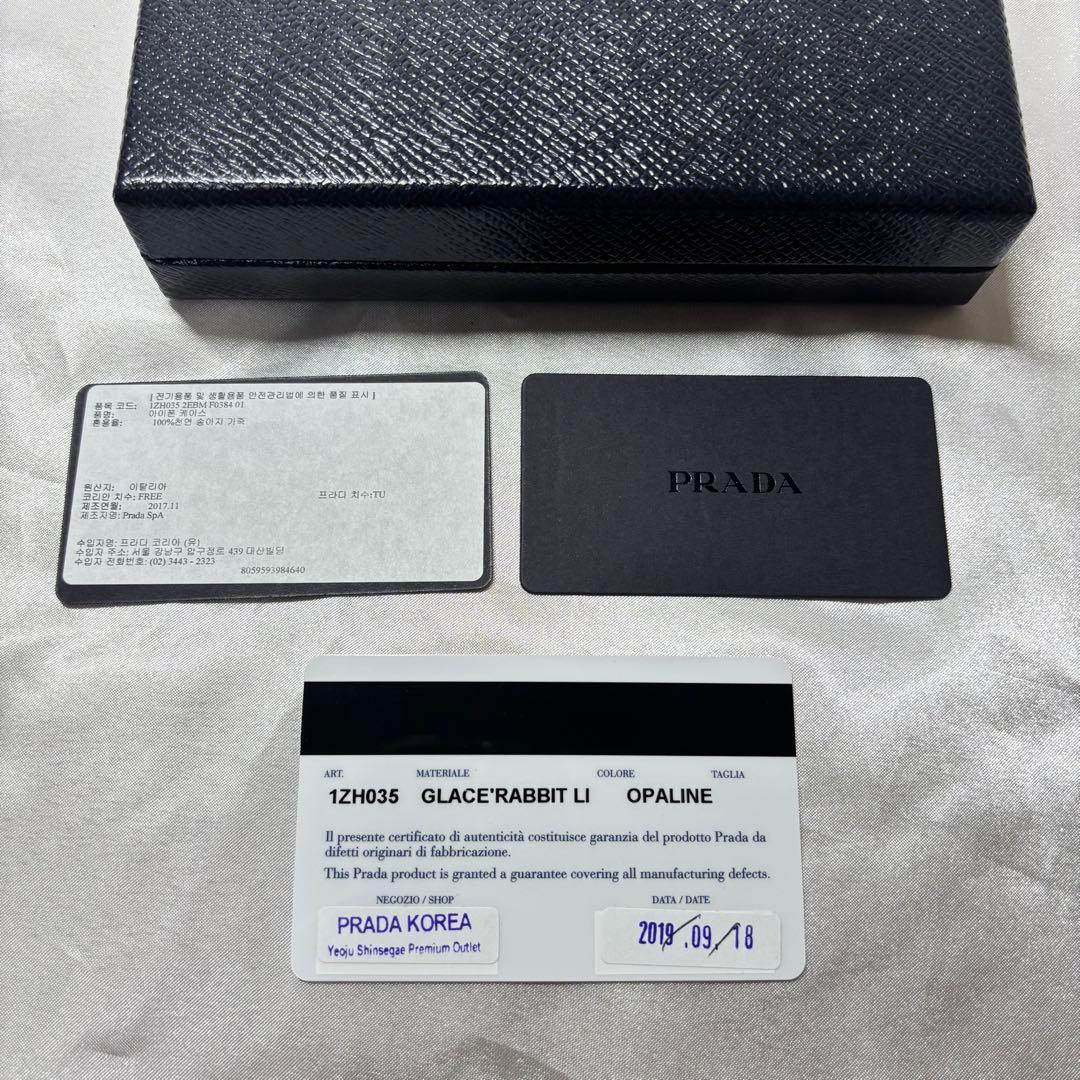 [ 전기용품 및 생활용품 안전관리법에 의한 품질 표시 ]
품목 코드: 1ZH035 2EBM F0384 01
품명: 아이폰 케이스
혼용율: 100%천연 송아지 가죽
원산지: 이탈리아
코리안 치수: FREE 프라다 치수:TU
제조연월: 2017.11
제조자명: Prada SpA
수입자명: 프라다 코리아 (유)
수입자 주소: 서울 강남구 압구정로 439 대산빌딩
수입자 전화번호: (02) 3443 - 2323
8059593984640
PRADA
ART. MATERIALE COLORE TAGLIA
1ZH035 GLACE'RABBIT LI OPALINE
Il presente certificato di autenticità costituisce garanzia del prodotto Prada da
difetti originari di fabbricazione.
This Prada product is granted a guarantee covering all manufacturing defects.
NEGOZIO / SHOP DATA / DATE
PRADA KOREA
Yeoju Shinsegae Premium Outlet
2019.09.18